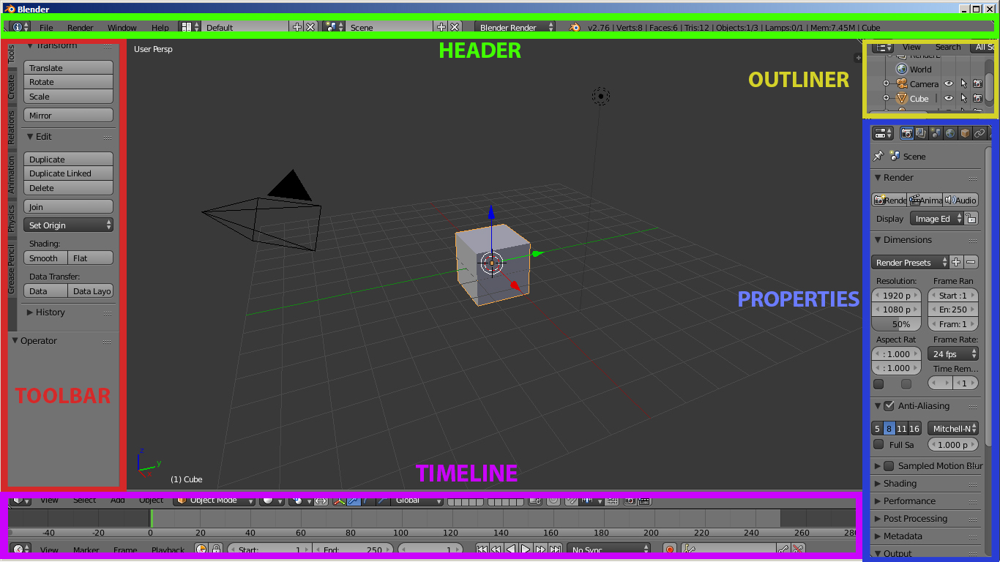 Blender
File Render Window Help Default Scene Blender Render v2.76 | Verts:8 | Faces:6 | Tris:12 | Objects:1/3 | Lamps:0/1 | Mem:7.45M | Cube
HEADER
User Persp
OUTLINER
View Search
World
Camera
Cube
Tools
Create
Relations
Animation
Physics
Grease Pencil
Transform
Translate
Rotate
Scale
Mirror
Edit
Duplicate
Duplicate Linked
Delete
Join
Set Origin
Shading:
Smooth Flat
Data Transfer:
Data Data Layo
History
Operator
TOOLBAR
z
y
(1) Cube
TIMELINE
PROPERTIES
Scene
Render
Rende Anima Audio
Display Image Ed
Dimensions
Render Presets
Resolution: Frame Ran
1920 p Start :1
1080 p En: 250
50% Fram: 1
Aspect Rat Frame Rate:
: 1.000 24 fps
: 1.000 Time Rem...
1
Anti-Aliasing
5 8 11 16 Mitchell-N
Full Sa 1.000 p
Sampled Motion Blur
Shading
Performance
Post Processing
Metadata
Output
View Select Add Object Object Mode Global
-40 -20 0 20 40 60 80 100 120 140 160 180 200 220 240 260 280
View Marker Frame Playback Start: 1 End: 250 1 No Sync